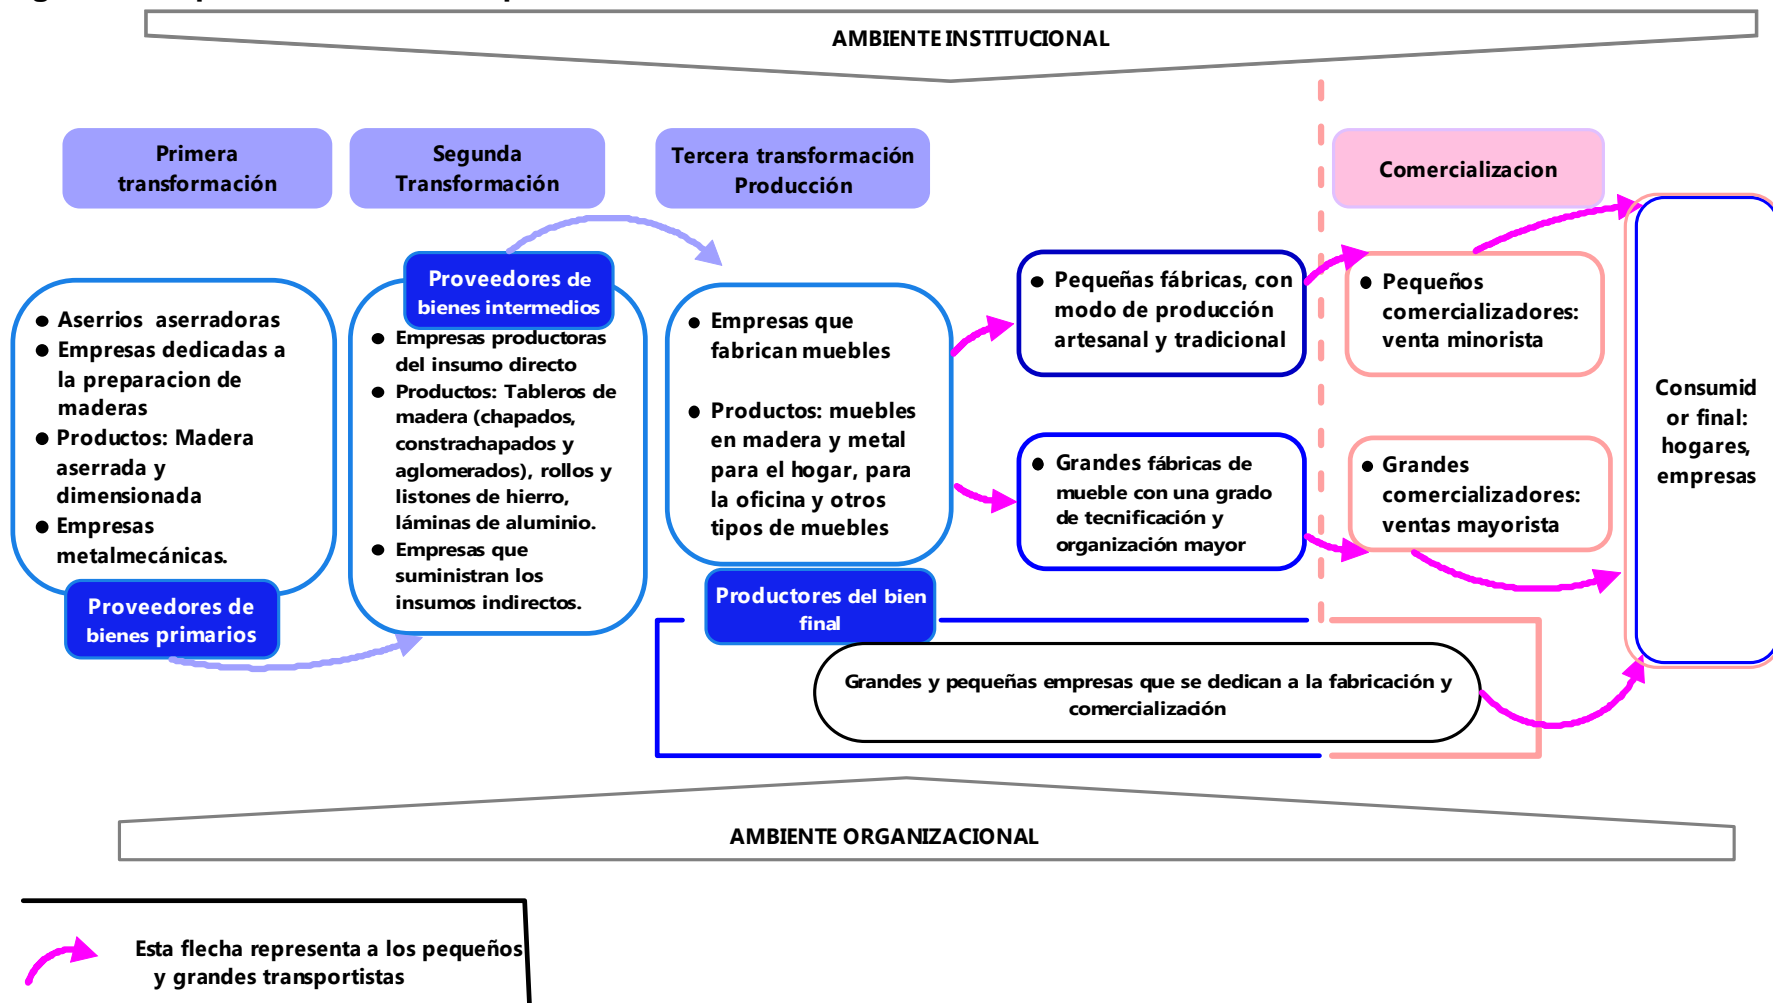 AMBIENTE INSTITUCIONAL
Primera
transformación
Segunda
Transformación
Tercera transformación
Producción
Comercializacion
● Aserrios aserradoras
● Empresas dedicadas a
la preparacion de
maderas
● Productos: Madera
aserrada y
dimensionada
● Empresas
metalmecánicas.
Proveedores de
bienes primarios
Proveedores de
bienes intermedios
● Empresas productoras
del insumo directo
● Productos: Tableros de
madera (chapados,
constrachapados y
aglomerados), rollos y
listones de hierro,
láminas de aluminio.
● Empresas que
suministran los
insumos indirectos.
● Empresas que
fabrican muebles
● Productos: muebles
en madera y metal
para el hogar, para
la oficina y otros
tipos de muebles
Productores del bien
final
● Pequeñas fábricas, con
modo de producción
artesanal y tradicional
● Grandes fábricas de
mueble con una grado
de tecnificación y
organización mayor
● Pequeños
comercializadores:
venta minorista
● Grandes
comercializadores:
ventas mayorista
Consumid
or final:
hogares,
empresas
Grandes y pequeñas empresas que se dedican a la fabricación y
comercialización
AMBIENTE ORGANIZACIONAL
Esta flecha representa a los pequeños
y grandes transportistas